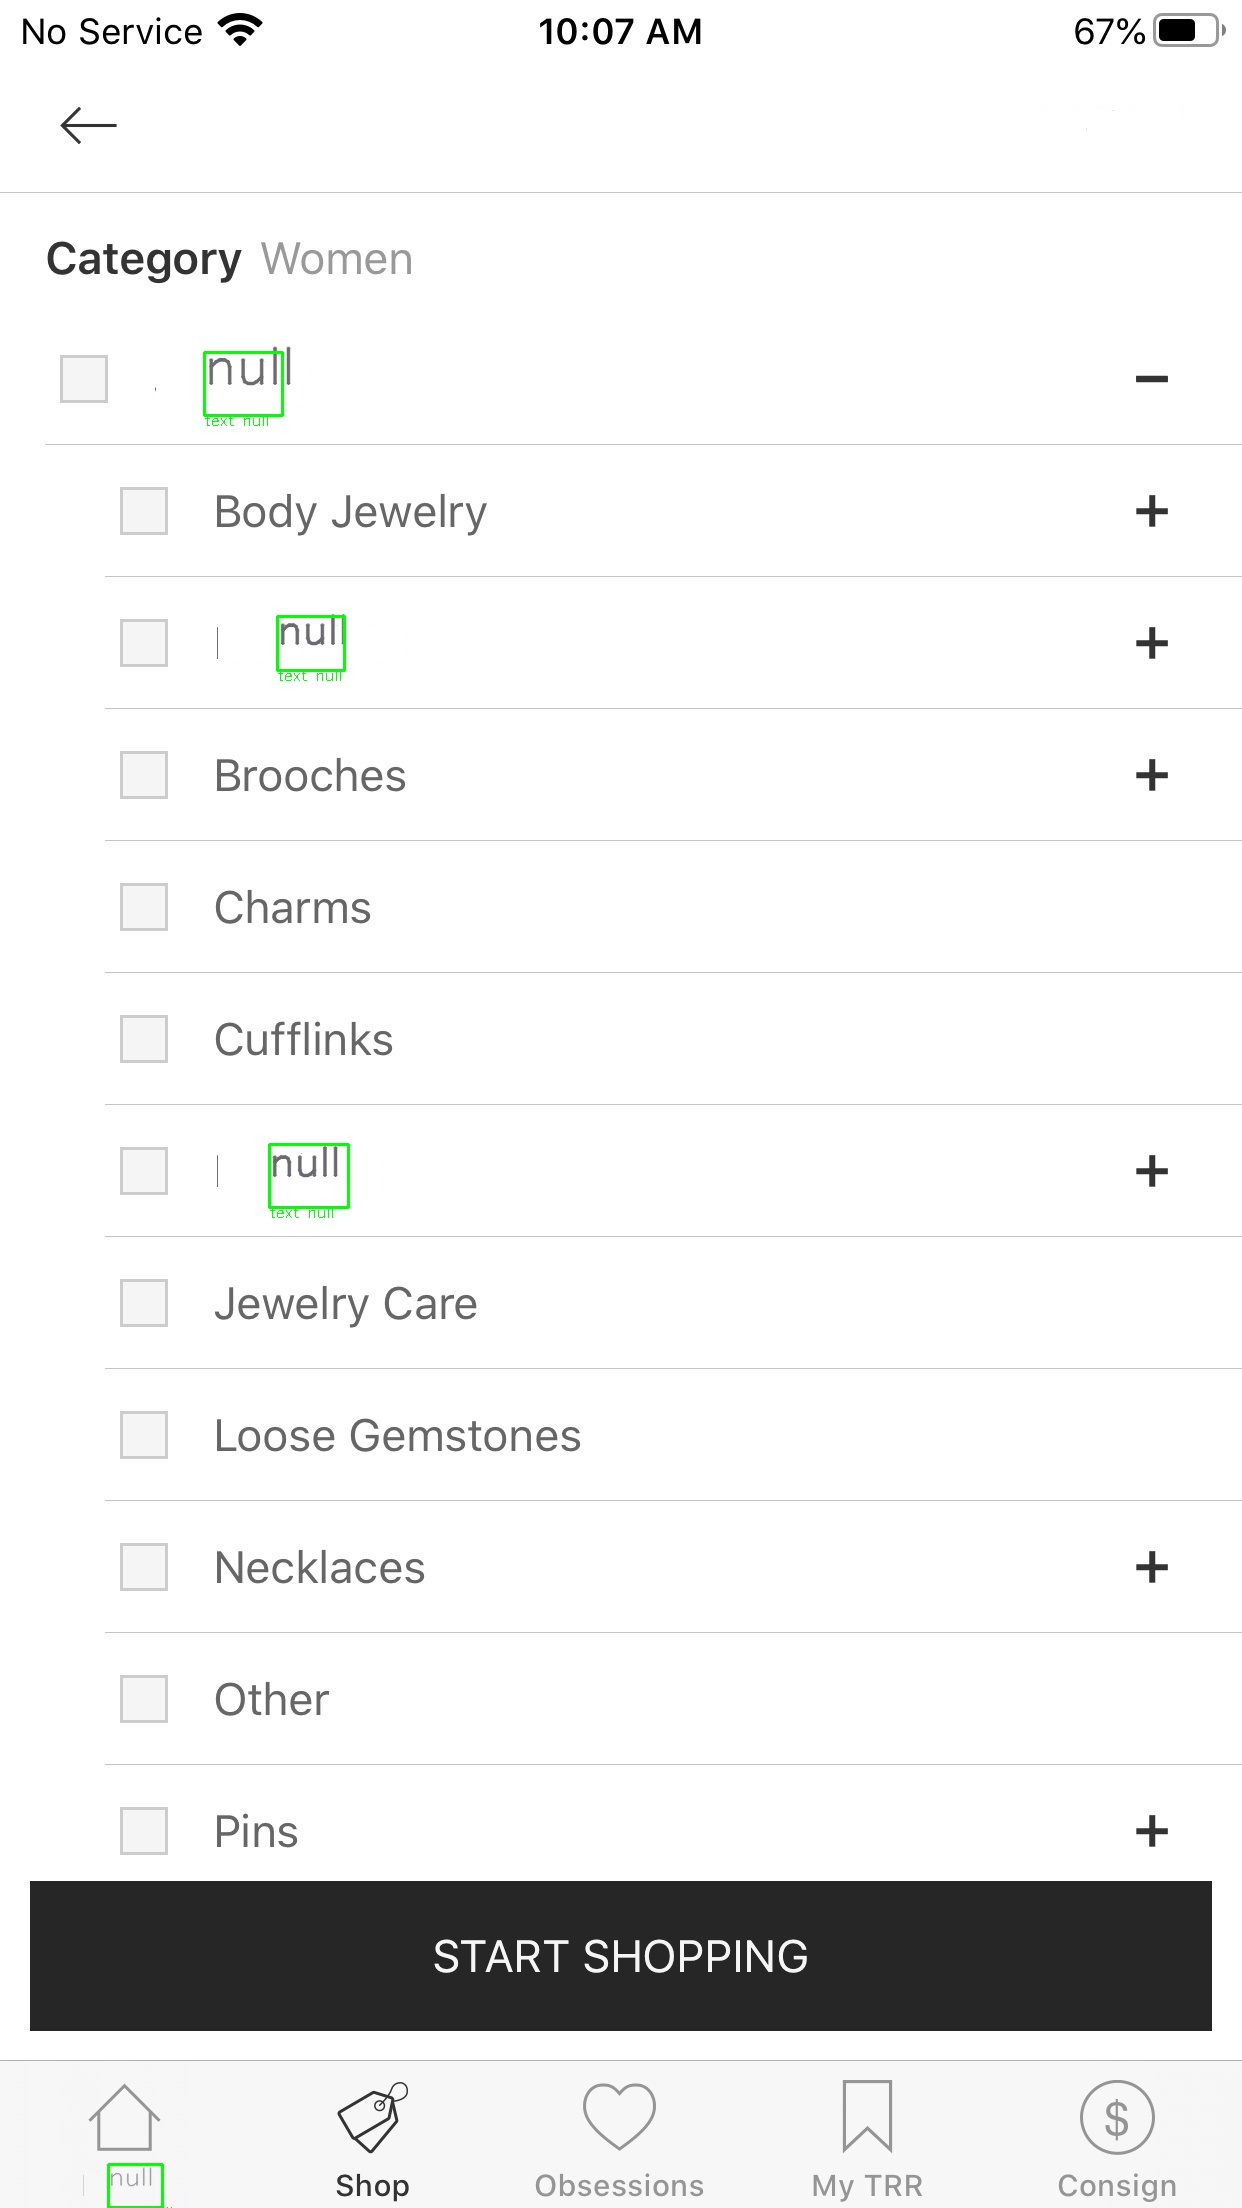 No Service 10:07 AM 67%
Category Women
null
text null
Body Jewelry
null
text null
Brooches
Charms
Cufflinks
null
text null
Jewelry Care
Loose Gemstones
Necklaces
Other
Pins
START SHOPPING
null
Shop
Obsessions
My TRR
Consign